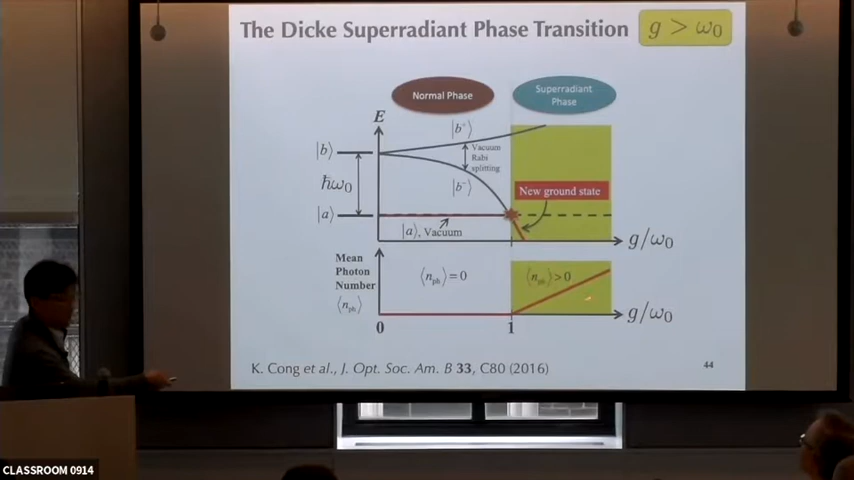 The Dicke Superradiant Phase Transition
g > ω₀
Normal Phase
Superradiant
Phase
E
|b⟩
|b⁺⟩
Vacuum
Rabi
splitting
ħω₀
|b⁻⟩
New ground state
|a⟩
|a⟩, Vacuum
g/ω₀
Mean
Photon
Number
⟨nₚₕ⟩
⟨nₚₕ⟩ = 0
⟨nₚₕ⟩ > 0
g/ω₀
0
1
K. Cong et al., J. Opt. Soc. Am. B 33, C80 (2016)
44
CLASSROOM 0914